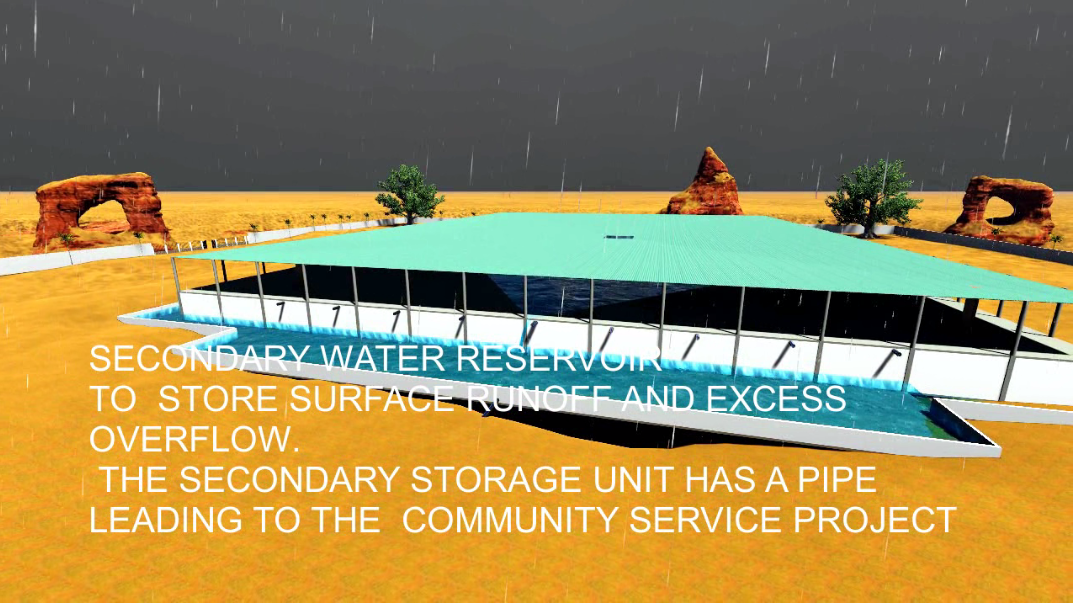 SECONDARY WATER RESERVOIR
TO  STORE SURFACE RUNOFF AND EXCESS
OVERFLOW.
 THE SECONDARY STORAGE UNIT HAS A PIPE
LEADING TO THE  COMMUNITY SERVICE PROJECT